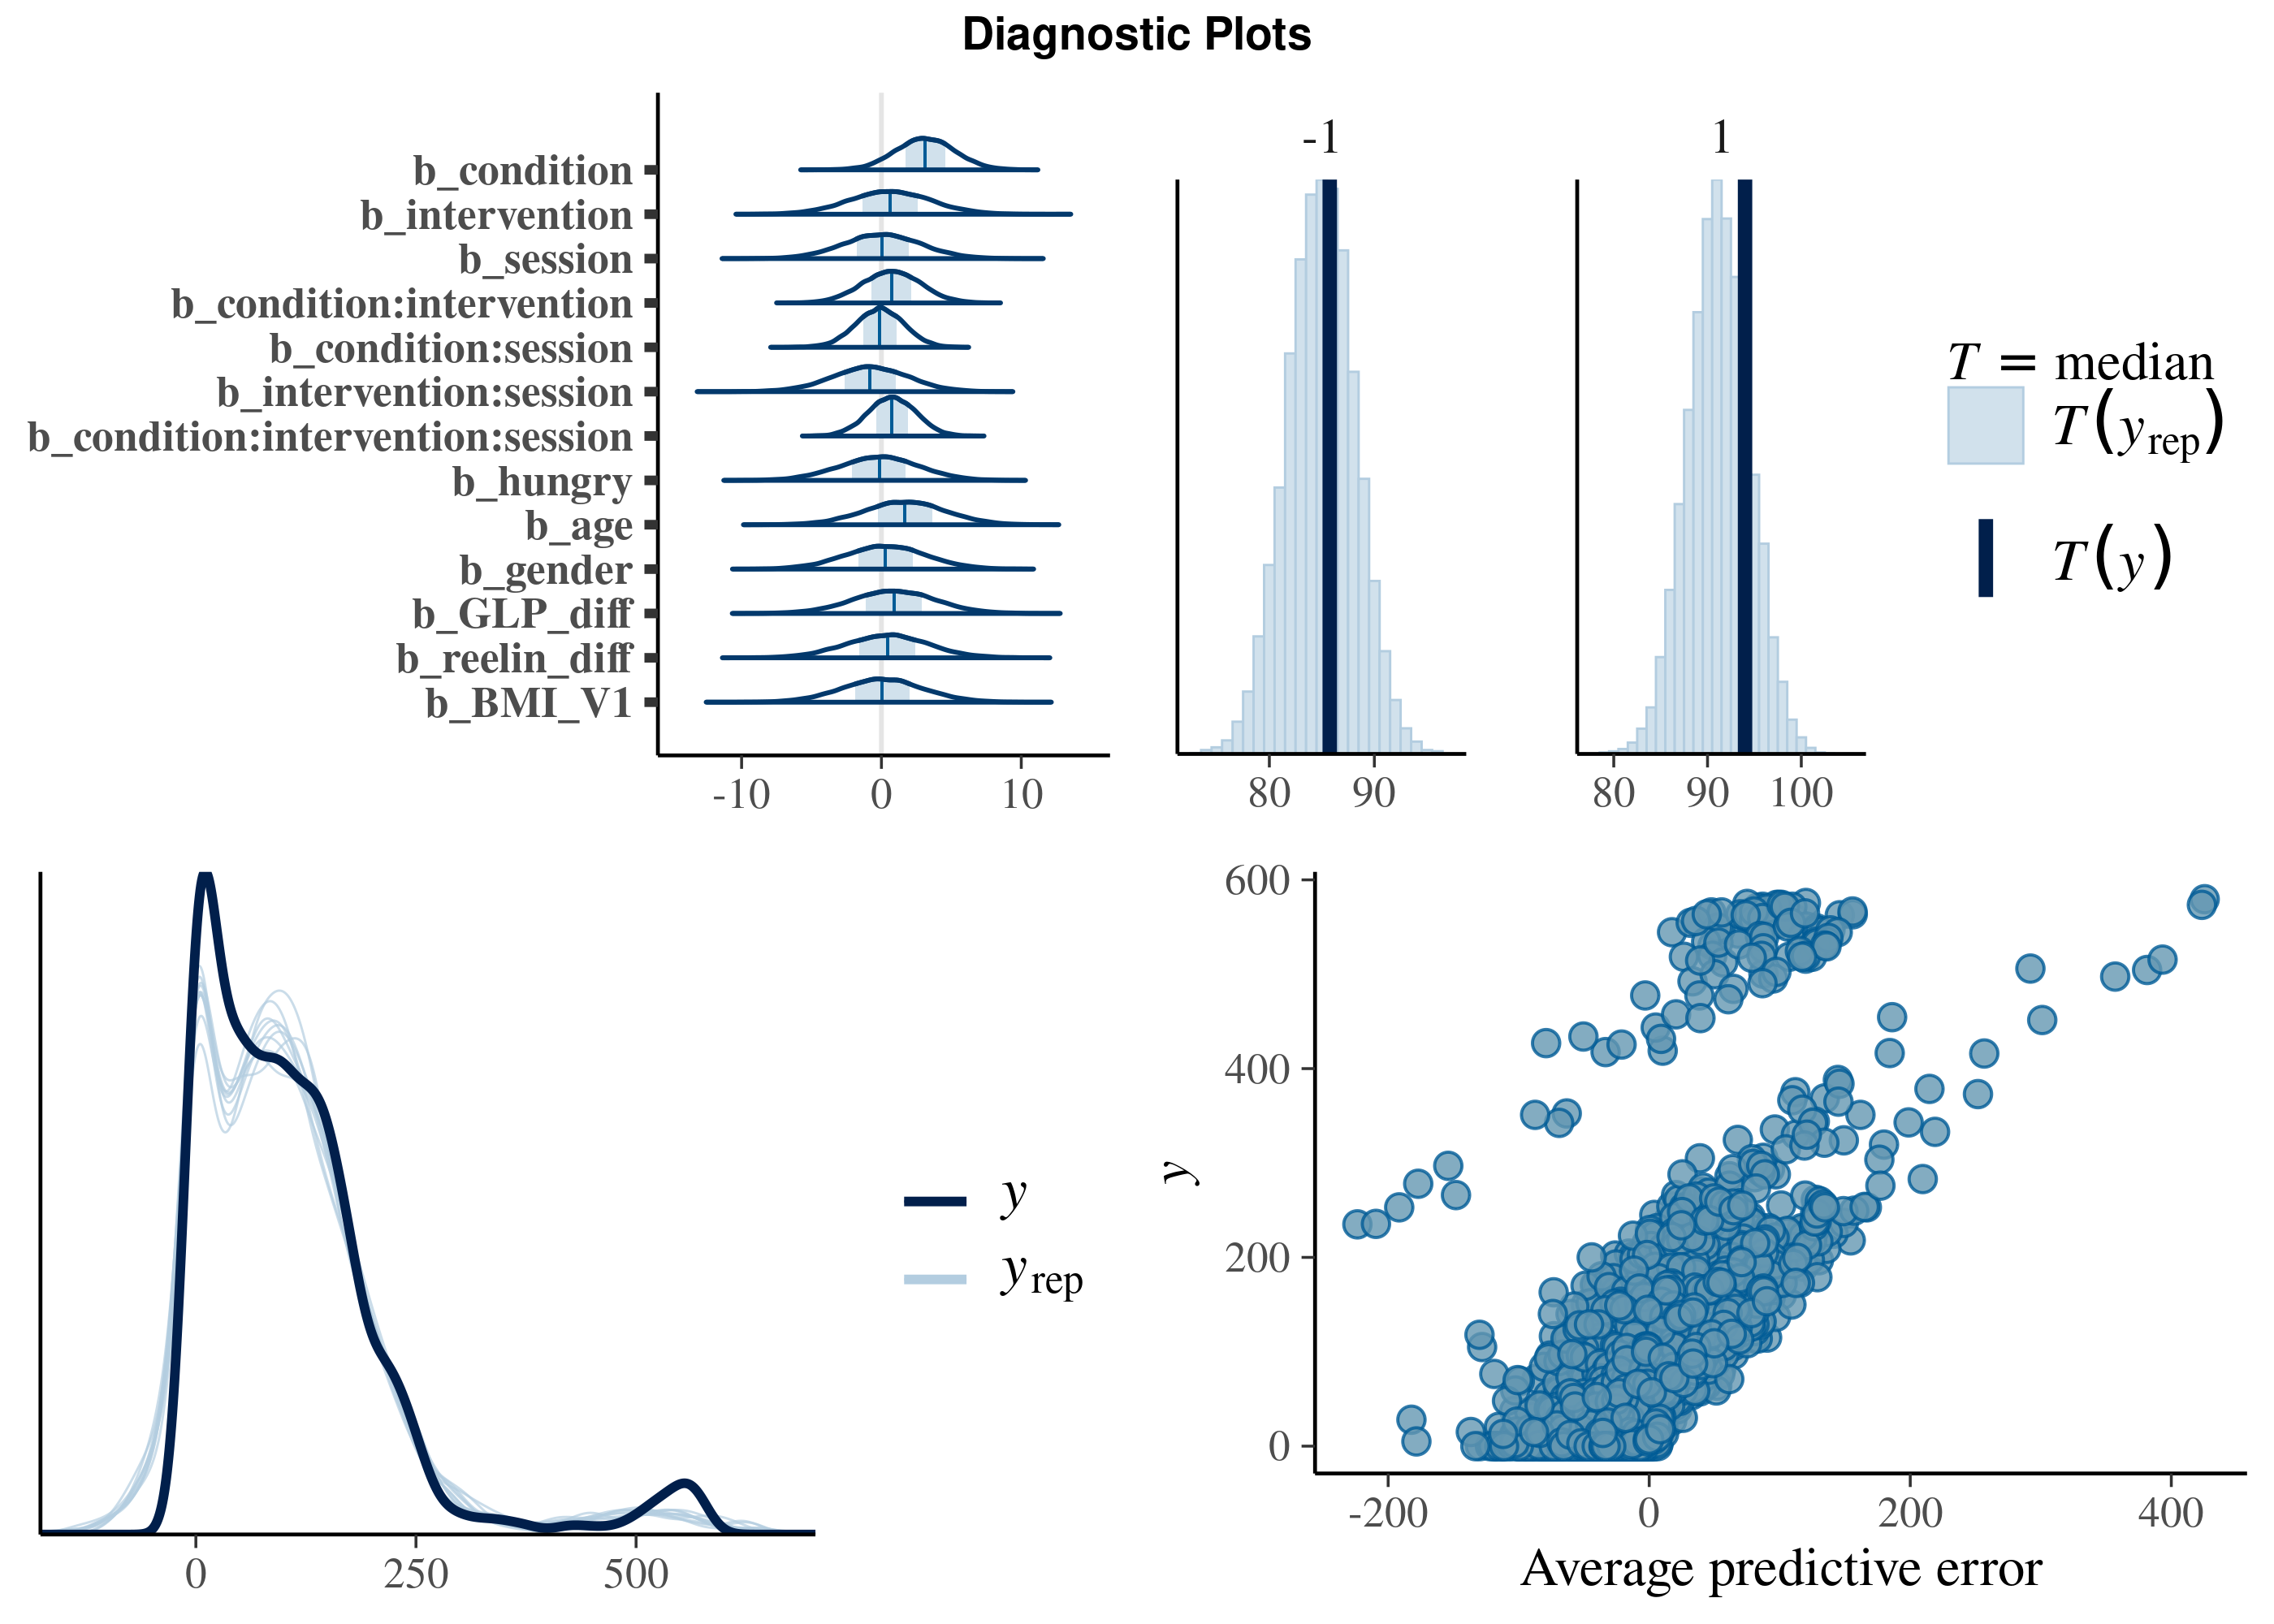 Diagnostic Plots
b_condition
b_intervention
b_session
b_condition:intervention
b_condition:session
b_intervention:session
b_condition:intervention:session
b_hungry
b_age
b_gender
b_GLP_diff
b_reelin_diff
b_BMI_V1
-10 0 10
-1
80 90
1
80 90 100
T = median
T(yrep)
T(y)
y
yrep
0 250 500
y
600
400
200
0
-200 0 200 400
Average predictive error